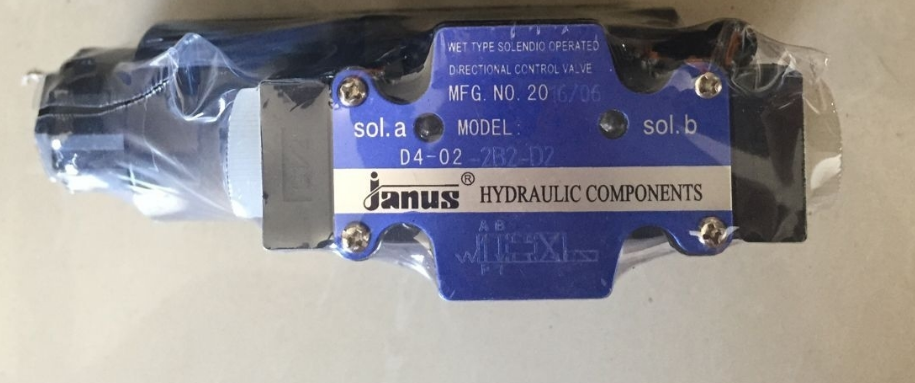 WET TYPE SOLENDIO OPERATED
DIRECTIONAL CONTROL VALVE
MFG. NO. 2016/06
sol.a MODEL: sol.b
D4-02-2B2-D2
janus® HYDRAULIC COMPONENTS
A B
P T